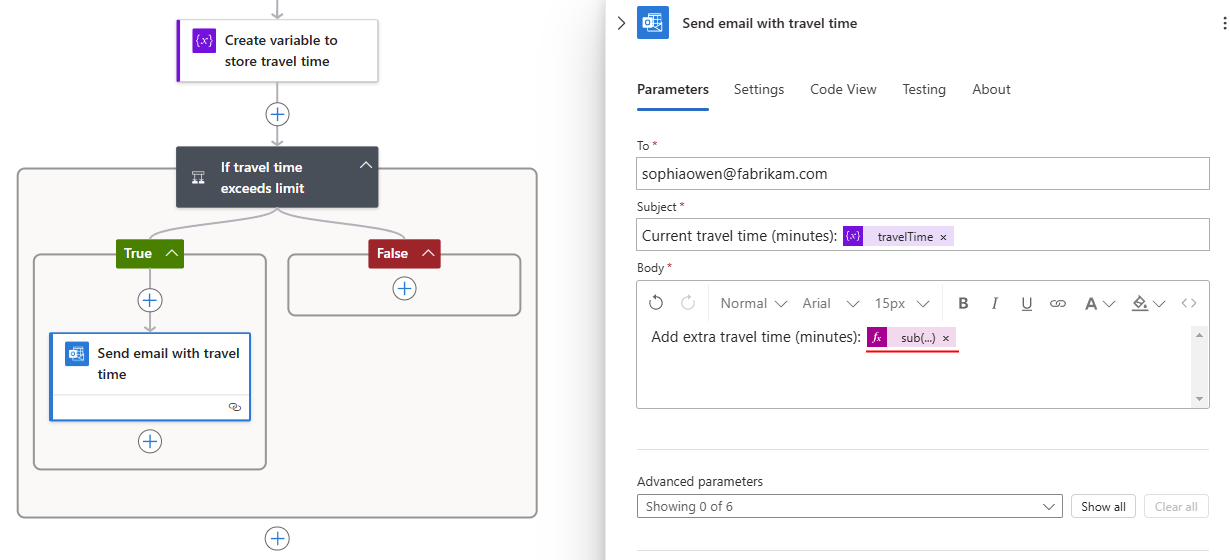 Create variable to
store travel time
If travel time
exceeds limit
True
False
Send email with travel
time
Send email with travel time
Parameters Settings Code View Testing About
To *
sophiaowen@fabrikam.com
Subject *
Current travel time (minutes): {x} travelTime ×
Body *
Normal Arial 15px B I U A
Add extra travel time (minutes): fx sub(...) ×
Advanced parameters
Showing 0 of 6 Show all Clear all